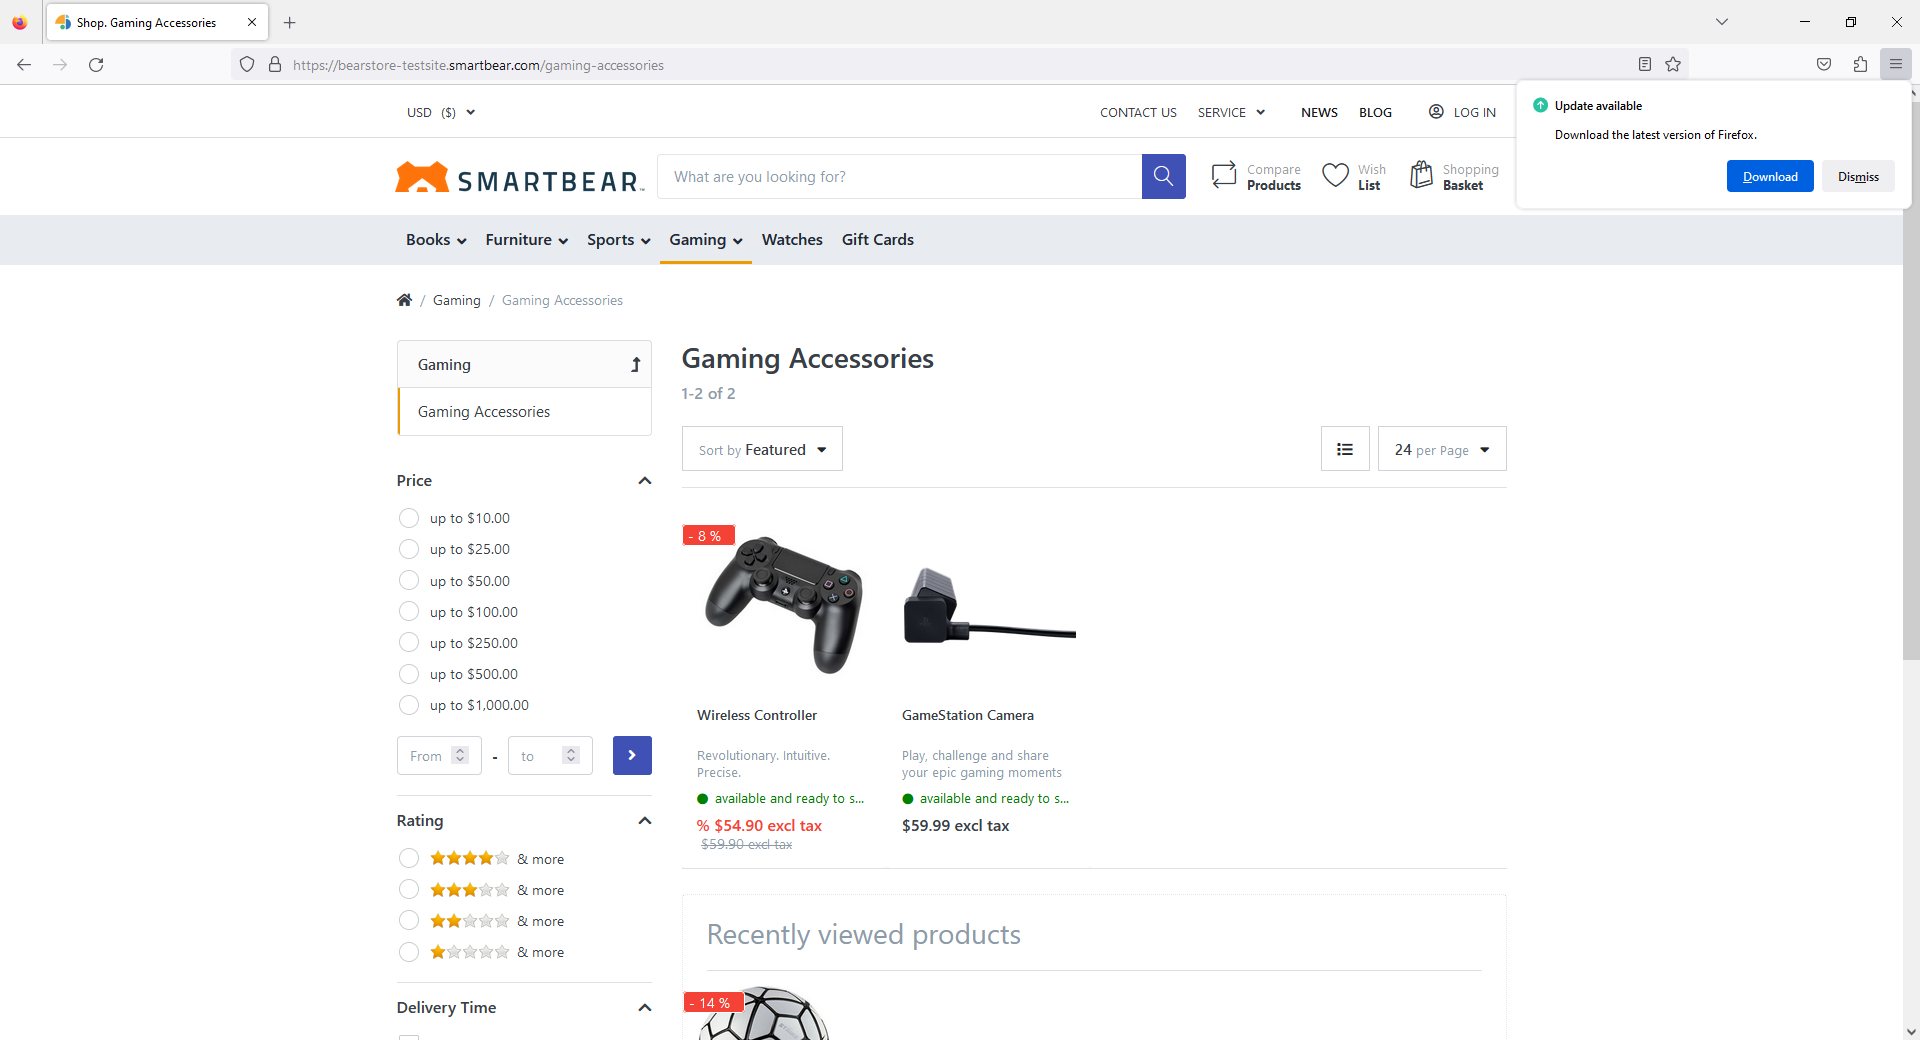 Shop. Gaming Accessories
https://bearstore-testsite.smartbear.com/gaming-accessories
Update available
Download the latest version of Firefox.
Download
Dismiss
USD ($)
CONTACT US
SERVICE
NEWS
BLOG
LOG IN
SMARTBEAR
What are you looking for?
Compare
Products
Wish
List
Shopping
Basket
Books
Furniture
Sports
Gaming
Watches
Gift Cards
/ Gaming / Gaming Accessories
Gaming
Gaming Accessories
Price
up to $10.00
up to $25.00
up to $50.00
up to $100.00
up to $250.00
up to $500.00
up to $1,000.00
From - to
Rating
& more
& more
& more
& more
Delivery Time
Gaming Accessories
1-2 of 2
Sort by Featured
24 per Page
- 8 %
Wireless Controller
Revolutionary. Intuitive.
Precise.
available and ready to s...
% $54.90 excl tax
$59.90 excl tax
GameStation Camera
Play, challenge and share
your epic gaming moments
available and ready to s...
$59.99 excl tax
Recently viewed products
- 14 %